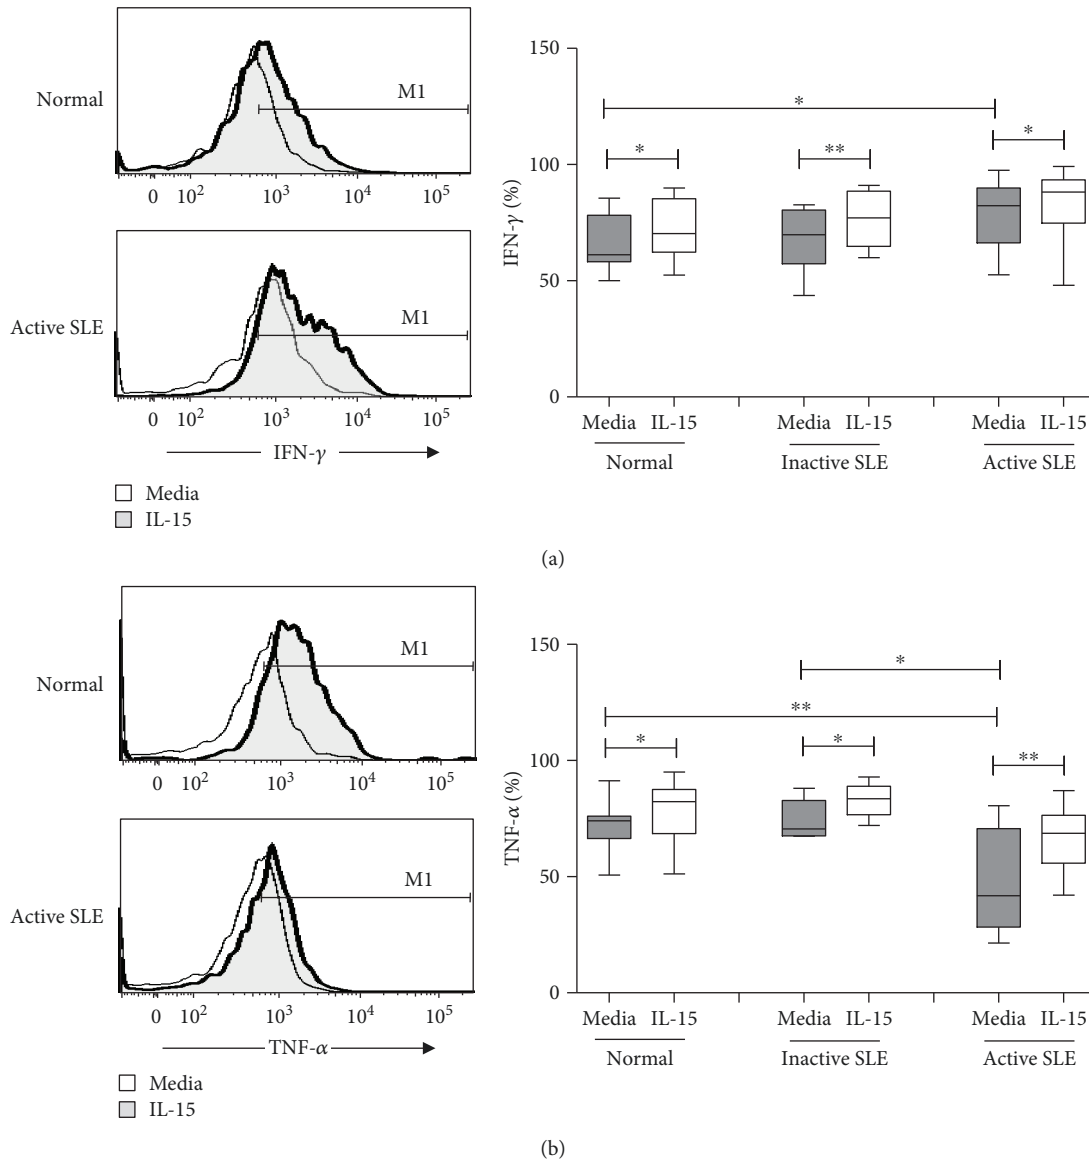 Normal
M1
0 10² 10³ 10⁴ 10⁵
Active SLE
M1
0 10² 10³ 10⁴ 10⁵
IFN-γ
Media
IL-15
150
100
50
0
IFN-γ (%)
*
* ** *
Media IL-15 Media IL-15 Media IL-15
Normal Inactive SLE Active SLE
(a)
Normal
M1
0 10² 10³ 10⁴ 10⁵
Active SLE
M1
0 10² 10³ 10⁴ 10⁵
TNF-α
Media
IL-15
150
100
50
0
TNF-α (%)
*
**
* * **
Media IL-15 Media IL-15 Media IL-15
Normal Inactive SLE Active SLE
(b)